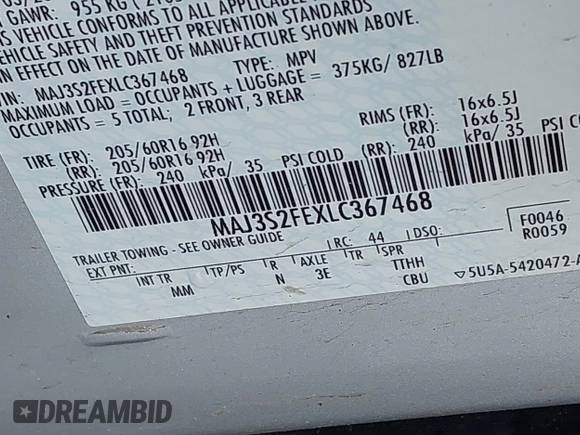 GAWR: 955 KG
S VEHICLE CONFORMS TO ALL APPLICABLE
VEHICLE SAFETY AND THEFT PREVENTION STANDARDS
IN EFFECT ON THE DATE OF MANUFACTURE SHOWN ABOVE.
VIN: MAJ3S2FEXLC367468 TYPE: MPV
MAXIMUM LOAD = OCCUPANTS + LUGGAGE = 375KG/ 827LB
OCCUPANTS = 5 TOTAL; 2 FRONT, 3 REAR
TIRE (FR): 205/60R16 92H RIMS (FR): 16x6.5J
(RR): 205/60R16 92H (RR): 16x6.5J
PRESSURE (FR): 240 kPa/ 35 PSI COLD (RR): 240 kPa/ 35 PSI CO
MAJ3S2FEXLC367468
TRAILER TOWING - SEE OWNER GUIDE
EXT PNT: RC: 44 DSO:
INT TR TP/PS R AXLE TR SPR
MM N 3E TTHH
CBU
F0046
R0059
5U5A-5420472-A
DREAMBID